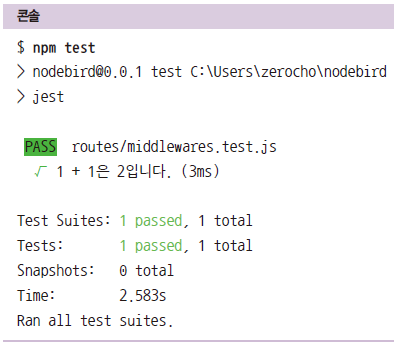 콘솔
$ npm test
> nodebird@0.0.1 test C:\Users\zerocho\nodebird
> jest
PASS routes/middlewares.test.js
√ 1 + 1은 2입니다. (3ms)
Test Suites: 1 passed, 1 total
Tests: 1 passed, 1 total
Snapshots: 0 total
Time: 2.583s
Ran all test suites.